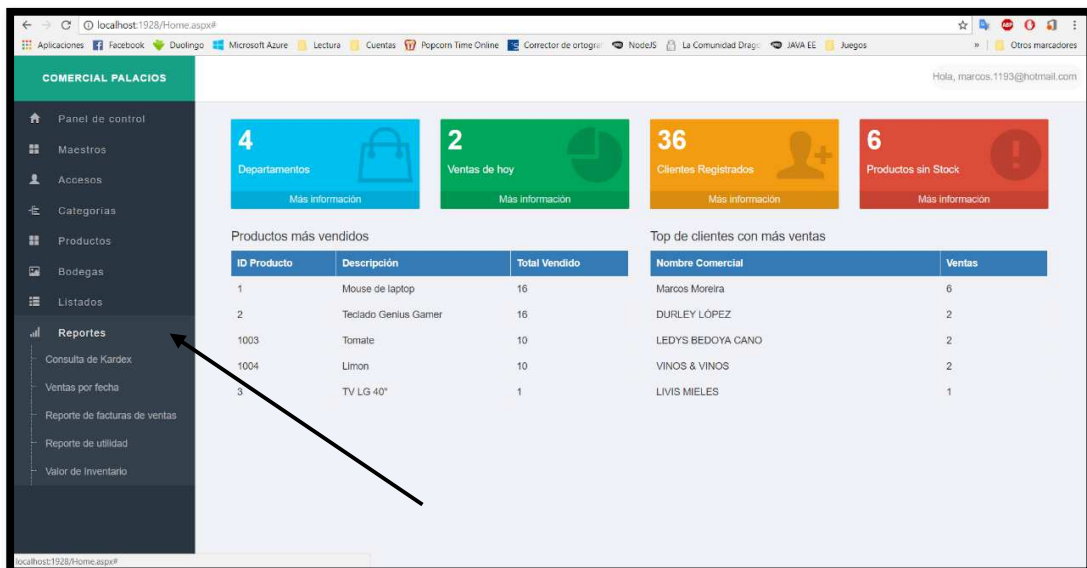 localhost:1928/Home.aspx#
Aplicaciones Facebook Duolingo Microsoft Azure Lectura Cuentas Popcorn Time Online Corrector de ortogra NodeJS La Comunidad Drag JAVA EE Juegos » Otros marcadores
COMERCIAL PALACIOS
Hola, marcos.1193@hotmail.com
Panel de control
Maestros
Accesos
Categorías
Productos
Bodegas
Listados
Reportes
Consulta de Kardex
Ventas por fecha
Reporte de facturas de ventas
Reporte de utilidad
Valor de Inventario
4
Departamentos
Más información
2
Ventas de hoy
Más información
36
Clientes Registrados
Más información
6
Productos sin Stock
Más información
Productos más vendidos
ID Producto Descripción Total Vendido
1 Mouse de laptop 16
2 Teclado Genius Gamer 16
1003 Tomate 10
1004 Limon 10
3 TV LG 40" 1
Top de clientes con más ventas
Nombre Comercial Ventas
Marcos Moreira 6
DURLEY LÓPEZ 2
LEDYS BEDOYA CANO 2
VINOS & VINOS 2
LIVIS MIELES 1
localhost:1928/Home.aspx#